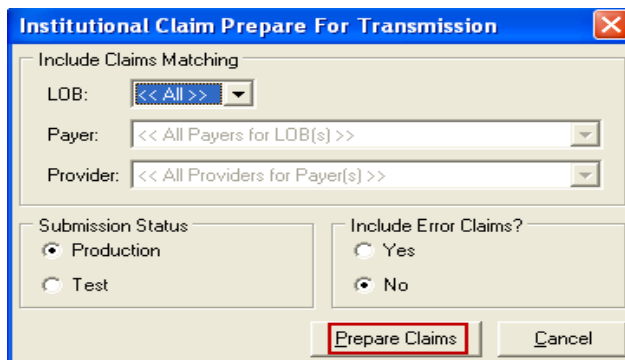 Institutional Claim Prepare For Transmission
Include Claims Matching
LOB: << All >>
Payer: << All Payers for LOB(s) >>
Provider: << All Providers for Payer(s) >>
Submission Status
Production
Test
Include Error Claims?
Yes
No
Prepare Claims
Cancel